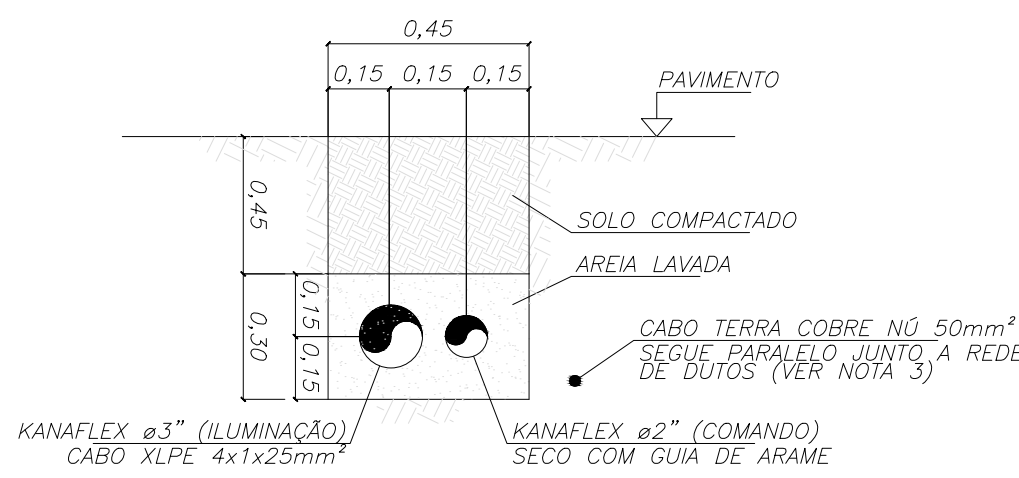 0,45
0,15 0,15 0,15
PAVIMENTO
0,45
SOLO COMPACTADO
AREIA LAVADA
0,15
0,30
0,15
CABO TERRA COBRE NÚ 50mm²
SEGUE PARALELO JUNTO A REDE
DE DUTOS (VER NOTA 3)
KANAFLEX ø3" (ILUMINAÇÃO)
CABO XLPE 4x1x25mm²
KANAFLEX ø2" (COMANDO)
SECO COM GUIA DE ARAME